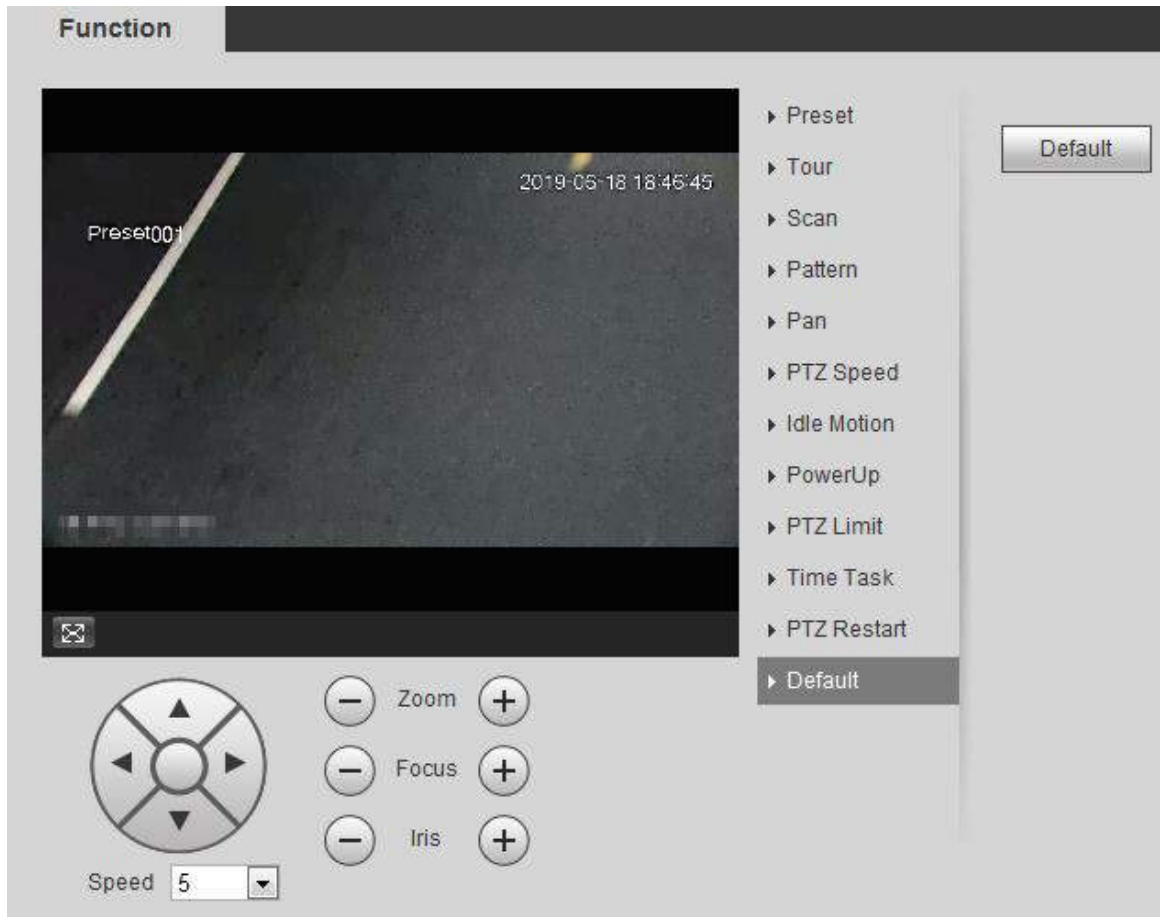 Function
2019-05-18 18:46:45
Preset001
Preset
Tour
Scan
Pattern
Pan
PTZ Speed
Idle Motion
PowerUp
PTZ Limit
Time Task
PTZ Restart
Default
Default
Zoom
Focus
Iris
Speed 5